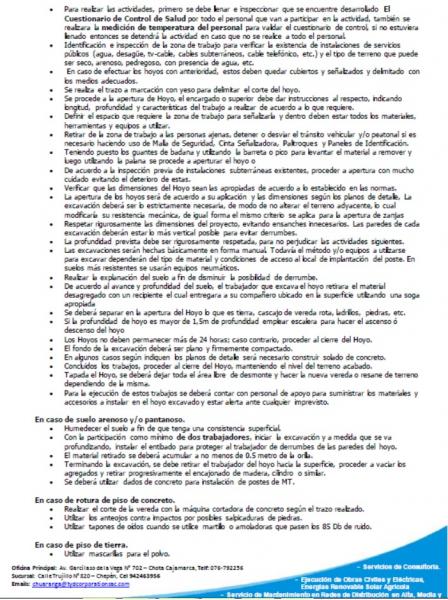 • Para realizar las actividades, primero se debe llenar e inspeccionar que se encuentre desarrollado El
Cuestionario de Control de Salud por todo el personal que van a participar en la actividad, también se
realizara la medición de temperatura del personal para validar el cuestionario de control, si no estuviera
llenado entonces se detendrá la actividad en caso que no se realice a todo el personal.
• Identificación e inspección de la zona de trabajo para verificar la existencia de instalaciones de servicios
públicos (agua, desagüe, tv-cable, cables subterráneos, cable telefónico, etc.) y el tipo de terreno que puede
ser seco, arenoso, pedregoso, con presencia de agua, etc.
• En caso de efectuar los hoyos con anterioridad, estos deben quedar cubiertos y señalizados y delimitado con
los medios adecuados.
• Se realiza el trazo a marcación con yeso para delimitar el corte del hoyo.
• Se procede a la apertura de Hoyo, el encargado o superior debe dar instrucciones al respecto, indicando
longitud, profundidad y características del trabajo a realizar de acuerdo a lo que requiere.
• Definir el espacio que requiere la zona de trabajo para señalizarla y dentro deben estar todos los materiales,
herramientas y equipos a utilizar.
• Retirar de la zona de trabajo a las personas ajenas, detener o desviar el tránsito vehicular y/o peatonal si es
necesario haciendo uso de Malla de Seguridad, Cinta Señalizadora, Paltroques y Paneles de Identificación.
• Teniendo puesto los guantes de badana y utilizando la barreta o pico para levantar el material a remover y
luego utilizando la palana se procede a aperturar el hoyo o
• De acuerdo a la inspección previa de instalaciones subterráneas existentes, proceder a apertura con mucho
cuidado evitando el deterioro de estas.
• Verificar que las dimensiones del Hoyo sean las apropiadas de acuerdo a lo establecido en las normas.
• La apertura de los hoyos será de acuerdo a su aplicación y las dimensiones según los planos de detalle. La
excavación deberá ser lo estrictamente necesaria, de modo de no alterar el terreno adyacente, lo cual
modificaría su resistencia mecánica, de igual forma el mismo criterio se aplica para la apertura de zanjas
• Respetar rigurosamente las dimensiones del proyecto, evitando ensanches innecesarios. Las paredes de cada
excavación deberán estar lo más vertical posible para evitar derrumbes.
• La profundidad prevista debe ser rigurosamente respetada, para no perjudicar las actividades siguientes.
• Las excavaciones serán hechas básicamente en forma manual. Todavía el método y/o equipos a utilizarse
para excavar dependerán del tipo de material y condiciones de acceso al local de implantación del poste. En
suelos más resistentes se usarán equipos neumáticos.
• Realizar la explanación del suelo a fin de disminuir la posibilidad de derrumbe.
• De acuerdo al avance y profundidad del suelo, el trabajador que excava el hoyo retirara el material
desagregado con un recipiente el cual entregara a su compañero ubicado en la superficie utilizando una soga
apropiada
• Se deberá separar en la apertura del Hoyo lo que es tierra, cascajo de vereda rota, ladrillos, piedras, etc.
• Si la profundidad de hoyo es mayor de 1,5m de profundidad emplear escalera para hacer el ascenso ó
descenso del hoyo
• Los Hoyos no deben permanecer más de 24 horas; caso contrario, proceder al cierre del Hoyo.
• El fondo de la excavación deberá ser plano y firmemente compactado.
• En algunos casos según indiquen los planos de detalle será necesario construir solado de concreto.
• Concluidos los trabajos, proceder al cierre del Hoyo, manteniendo el nivel del terreno acabado.
• Tapada el Hoyo, se deberá dejar toda el área libre de desmonte y hacer la nueva vereda o resane de terreno
dependiendo de la misma.
• Para la ejecución de estos trabajos se deberá contar con personal de apoyo para suministrar los materiales y
accesorios a instalar en el hoyo excavado y estar alerta ante cualquier imprevisto.
En caso de suelo arenoso y/o pantanoso.
• Humedecer el suelo a fin de que tenga una consistencia superficial.
• Con la participación como mínimo de dos trabajadores, iniciar la excavación y a medida que se va
profundizando, instalar el entibado para proteger al trabajador de derrumbes de las paredes del hoyo.
• El material retirado se deberá acumular a no menos de 0.5 metro de la orilla.
• Terminando la excavación, se debe retirar el trabajador del hoyo hacia la superficie, proceder a vaciar los
agregados y retirar progresivamente el encajonado de madera, cilindro o similar.
• Se deberá utilizar dados de concreto para instalación de postes de MT.
En caso de rotura de piso de concreto.
• Realizar el corte de la vereda con la máquina cortadora de concreto según el trazo realizado.
• Utilizar los anteojos contra impactos por posibles salpicaduras de piedras.
• Utilizar tapones de oídos cuando se utilice martillo o amoladoras que pasen los 85 Db de ruido.
En caso de piso de tierra.
• Utilizar mascarillas para el polvo.
Oficina Principal: Av. Garcilaso de la Vega N° 702 – Chota Cajamarca, Telf: 076-792256
Sucursal: Calle Trujillo N° 820 – Chepén, Cel 942463956
Email: chuaranga@tydcorporationsac.com
- Servicios de Consultoría.
- Ejecución de Obras Civiles y Eléctricas,
Energías Renovable Solar Agrícola
- Servicio de Mantenimiento en Redes de Distribución en Alta, Media y